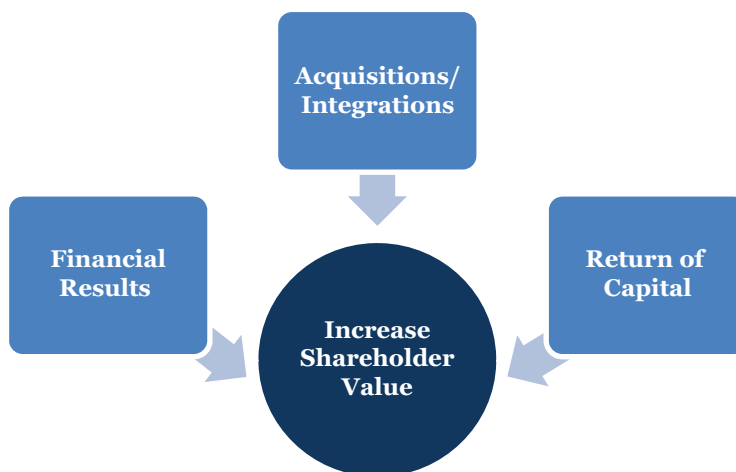 Acquisitions/
Integrations
Financial
Results
Return of
Capital
Increase
Shareholder
Value